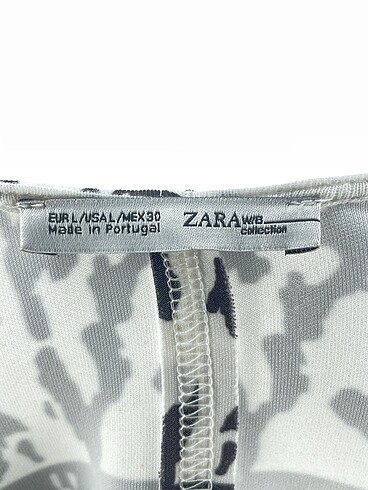 EUR L/USA L/MEX 30
Made in Portugal
ZARA W/B
collection